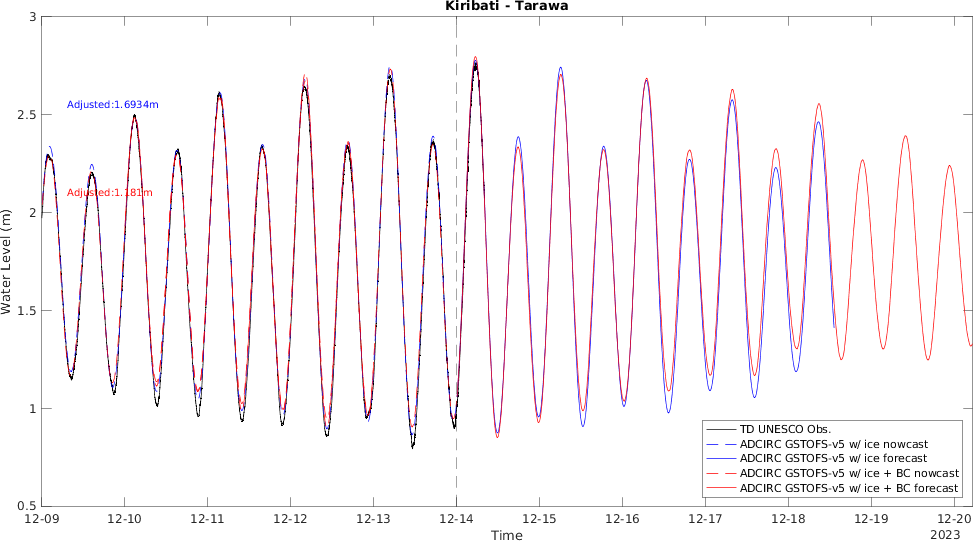 Kiribati - Tarawa
3
2.5
2
1.5
1
0.5
Water Level (m)
Adjusted:1.6934m
Adjusted:1.181m
TD UNESCO Obs.
ADCIRC GSTOFS-v5 w/ ice nowcast
ADCIRC GSTOFS-v5 w/ ice forecast
ADCIRC GSTOFS-v5 w/ ice + BC nowcast
ADCIRC GSTOFS-v5 w/ ice + BC forecast
12-09 12-10 12-11 12-12 12-13 12-14 12-15 12-16 12-17 12-18 12-19 12-20
Time
2023